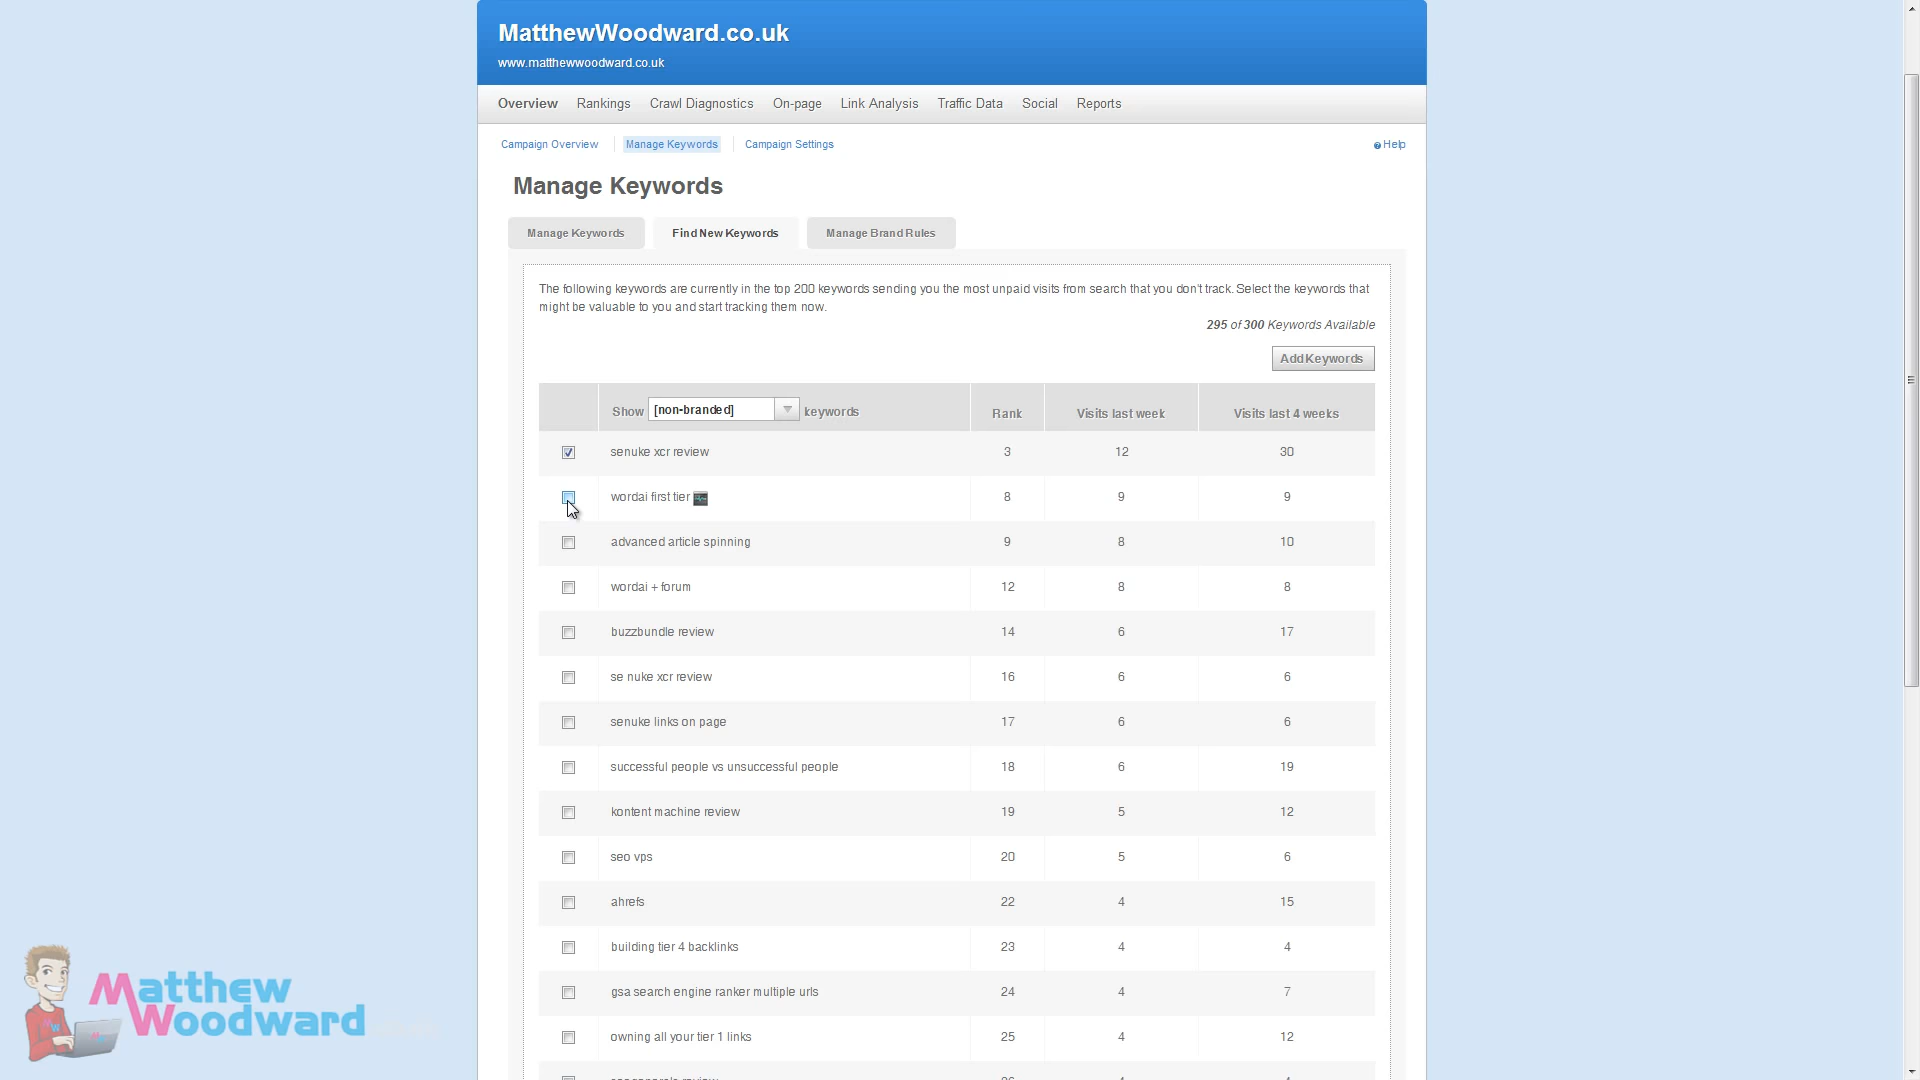 MatthewWoodward.co.uk
www.matthewwoodward.co.uk
Overview Rankings Crawl Diagnostics On-page Link Analysis Traffic Data Social Reports
Campaign Overview Manage Keywords Campaign Settings Help
Manage Keywords
Manage Keywords Find New Keywords Manage Brand Rules
The following keywords are currently in the top 200 keywords sending you the most unpaid visits from search that you don't track. Select the keywords that
might be valuable to you and start tracking them now.
295 of 300 Keywords Available
Add Keywords
Show [non-branded] keywords Rank Visits last week Visits last 4 weeks
senuke xcr review 3 12 30
wordai first tier 8 9 9
advanced article spinning 9 8 10
wordai + forum 12 8 8
buzzbundle review 14 6 17
se nuke xcr review 16 6 6
senuke links on page 17 6 6
successful people vs unsuccessful people 18 6 19
kontent machine review 19 5 12
seo vps 20 5 6
ahrefs 22 4 15
building tier 4 backlinks 23 4 4
gsa search engine ranker multiple urls 24 4 7
owning all your tier 1 links 25 4 12
Matthew
Woodward